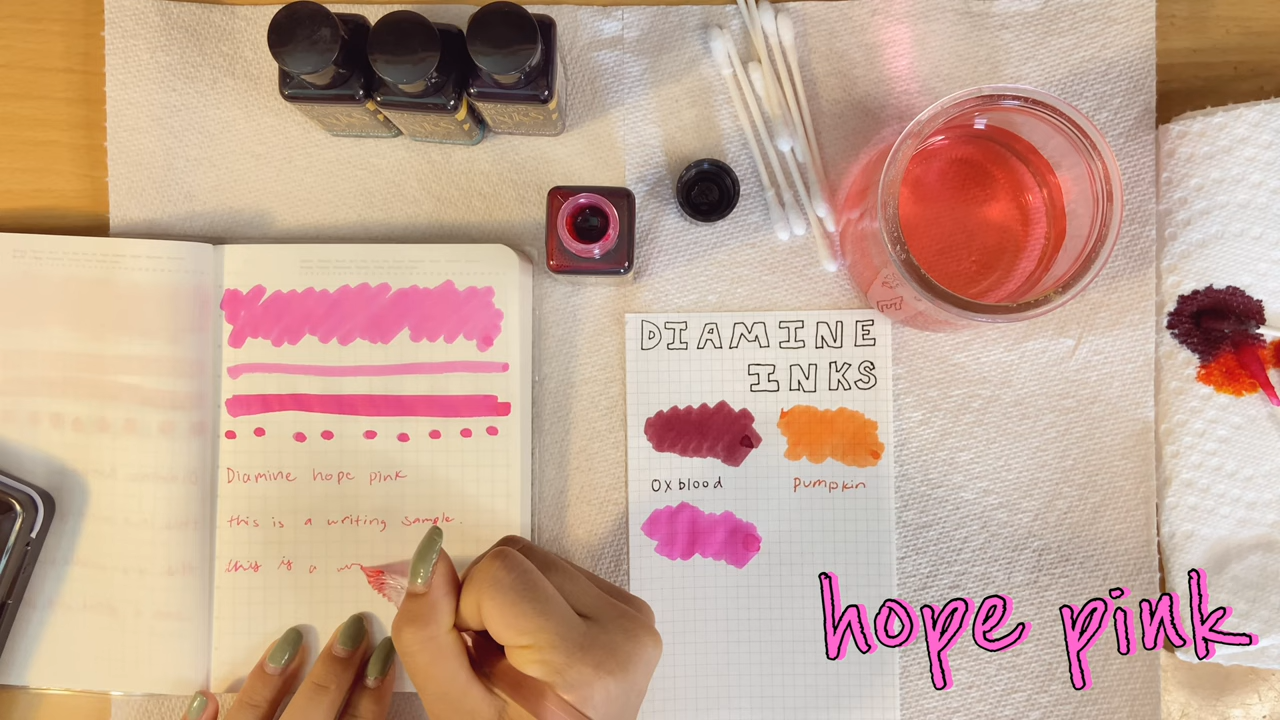 Diamine hope pink
this is a writing sample.
this is a w
DIAMINE
INKS
Oxblood
pumpkin
hope pink